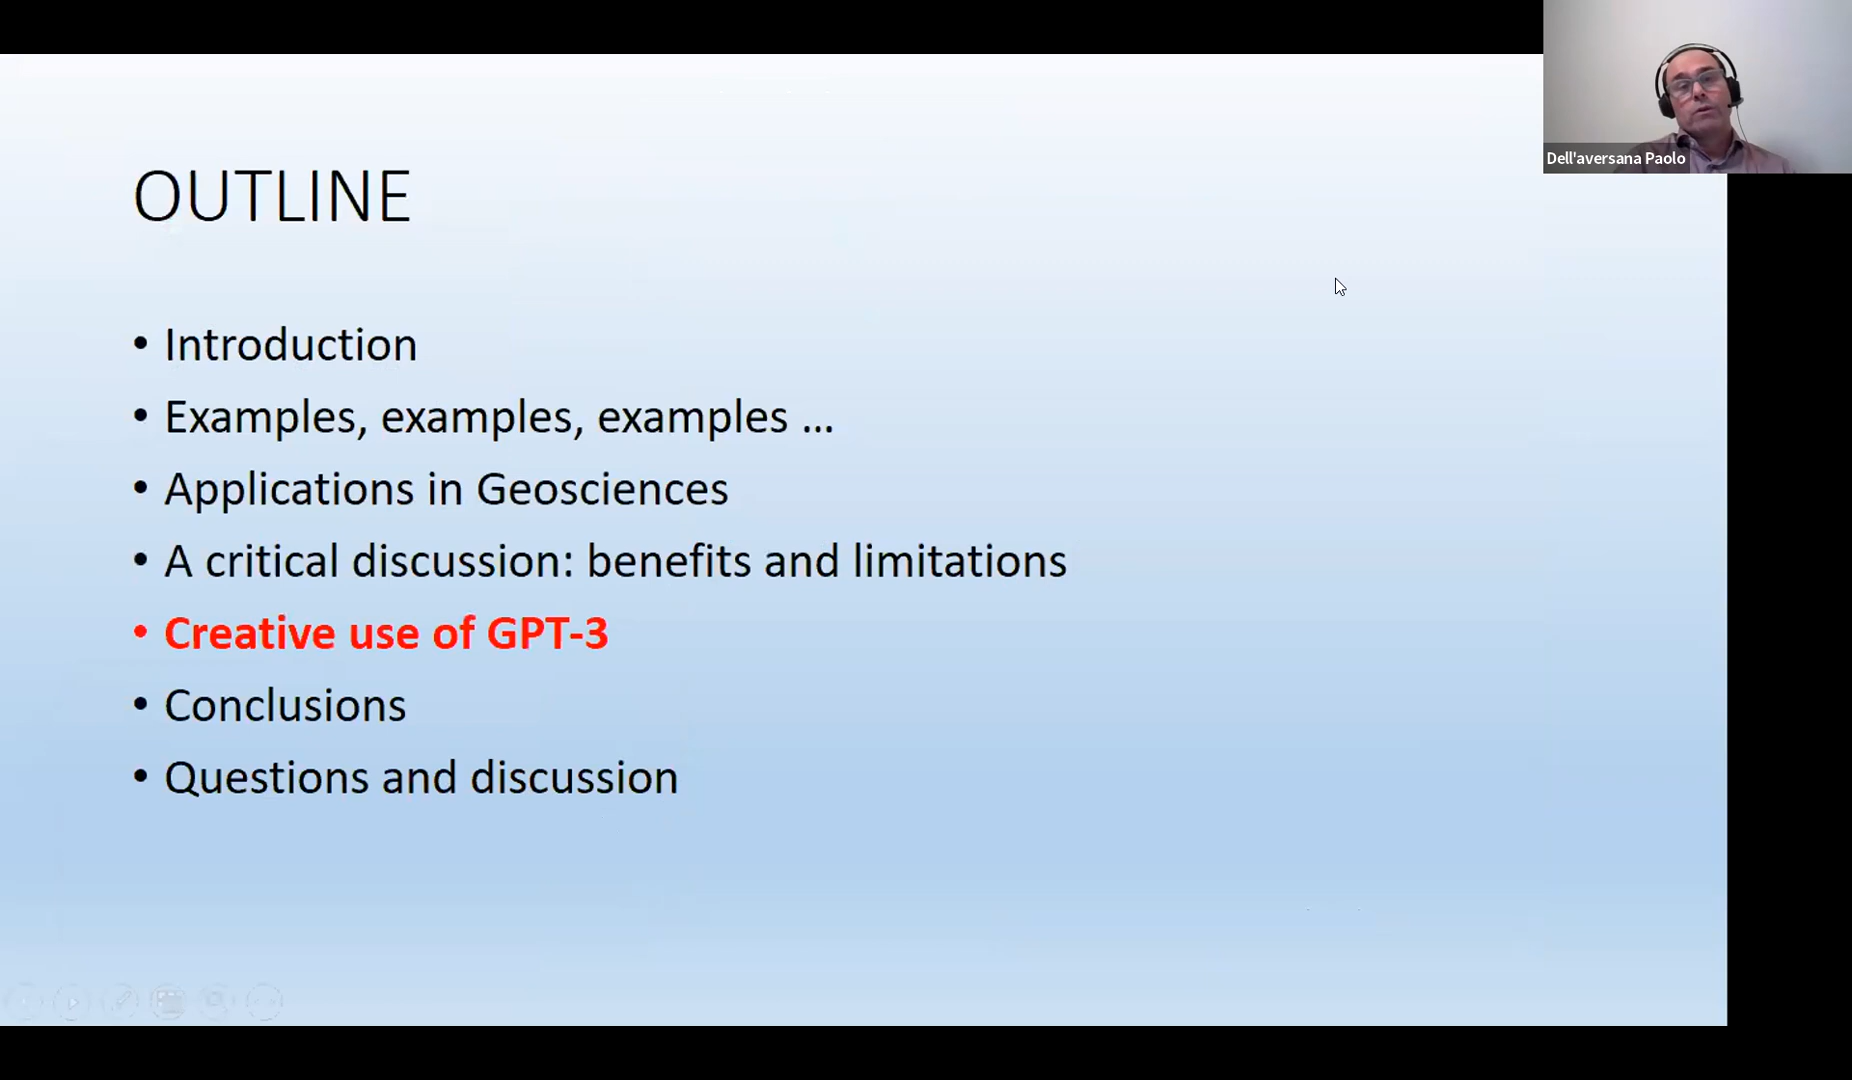 Dell'aversana Paolo
OUTLINE
• Introduction
• Examples, examples, examples ...
• Applications in Geosciences
• A critical discussion: benefits and limitations
• Creative use of GPT-3
• Conclusions
• Questions and discussion